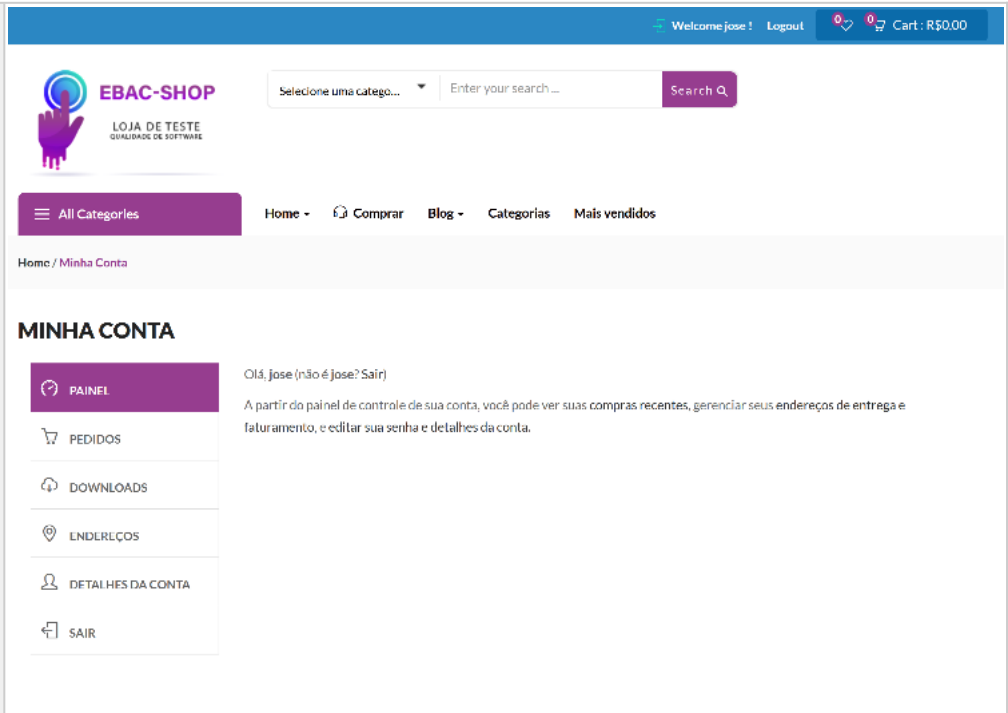 Welcome jose ! Logout 0 0 Cart : R$0.00
EBAC-SHOP
LOJA DE TESTE
QUALIDADE DE SOFTWARE
Selecione uma catego... Enter your search ... Search
All Categories Home Comprar Blog Categorias Mais vendidos
Home / Minha Conta
MINHA CONTA
PAINEL
PEDIDOS
DOWNLOADS
ENDEREÇOS
DETALHES DA CONTA
SAIR
Olá, jose (não é jose? Sair)
A partir do painel de controle de sua conta, você pode ver suas compras recentes, gerenciar seus endereços de entrega e
faturamento, e editar sua senha e detalhes da conta.